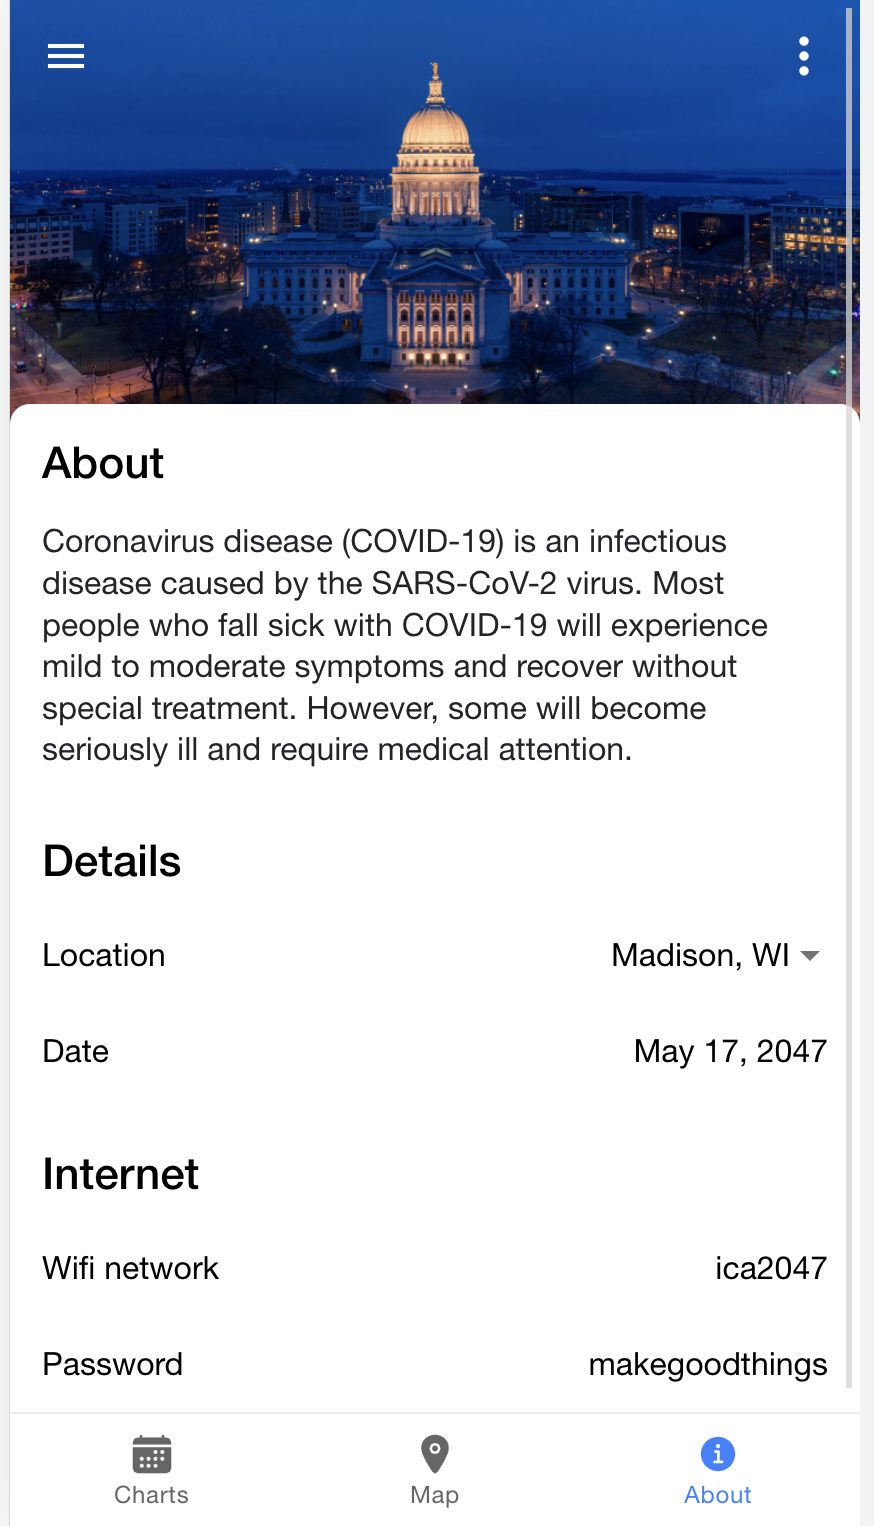 About
Coronavirus disease (COVID-19) is an infectious
disease caused by the SARS-CoV-2 virus. Most
people who fall sick with COVID-19 will experience
mild to moderate symptoms and recover without
special treatment. However, some will become
seriously ill and require medical attention.
Details
Location Madison, WI
Date May 17, 2047
Internet
Wifi network ica2047
Password makegoodthings
Charts Map About